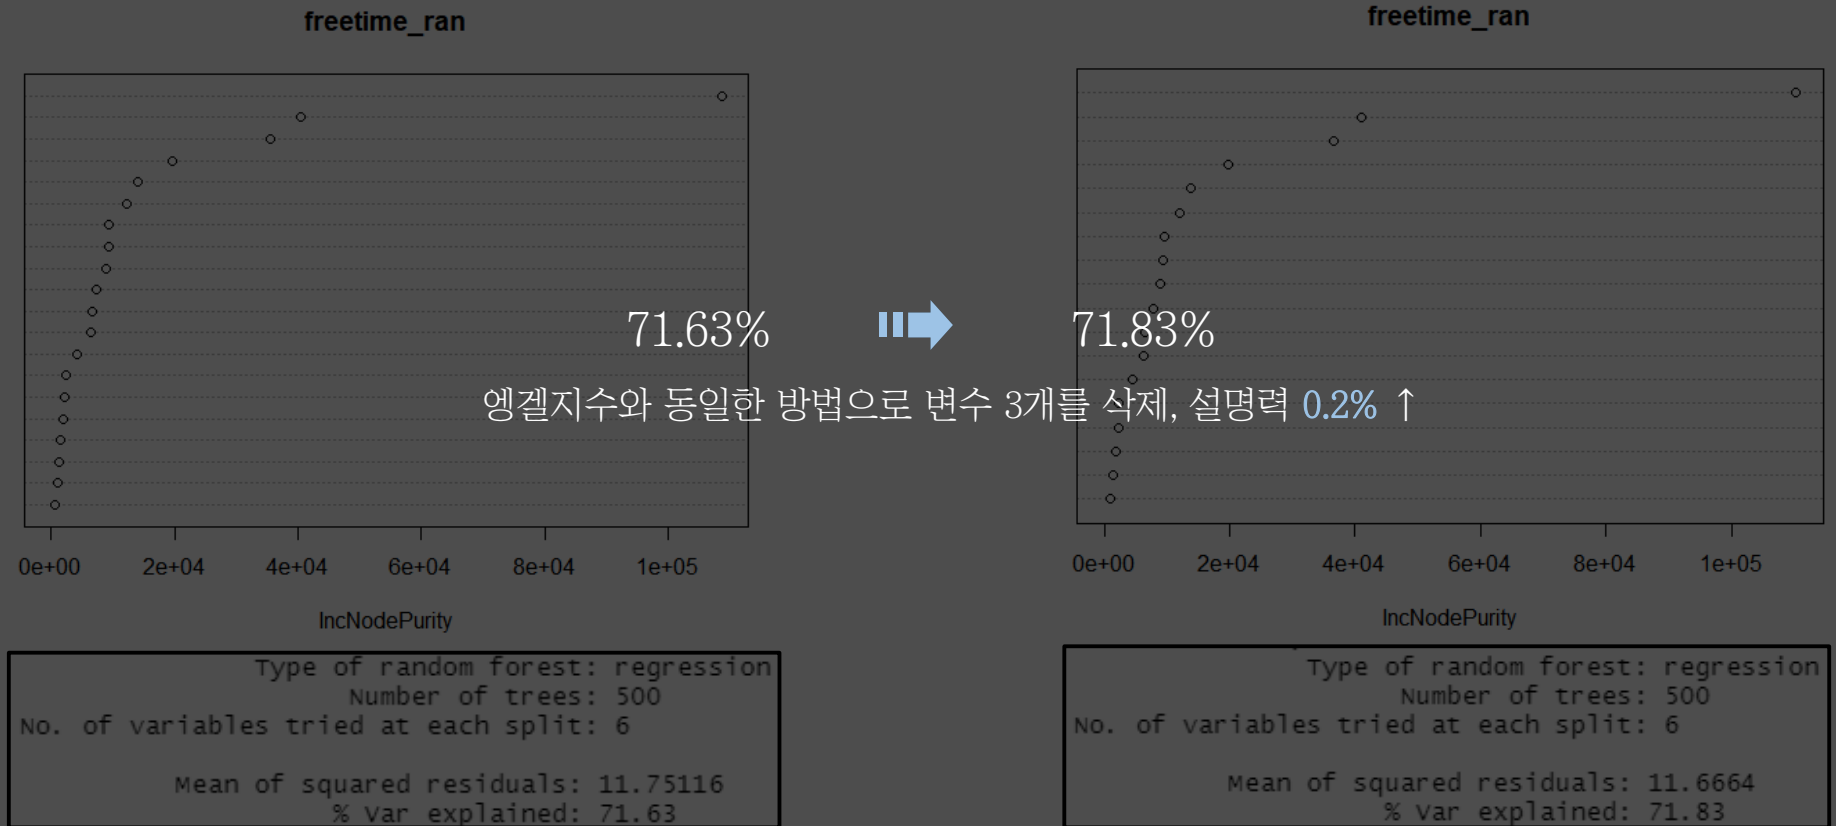 freetime_ran
0e+00 2e+04 4e+04 6e+04 8e+04 1e+05
IncNodePurity
Type of random forest: regression
Number of trees: 500
No. of variables tried at each split: 6
Mean of squared residuals: 11.75116
% Var explained: 71.63
freetime_ran
0e+00 2e+04 4e+04 6e+04 8e+04 1e+05
IncNodePurity
Type of random forest: regression
Number of trees: 500
No. of variables tried at each split: 6
Mean of squared residuals: 11.6664
% Var explained: 71.83
71.63% 71.83%
엥겔지수와 동일한 방법으로 변수 3개를 삭제, 설명력 0.2% ↑